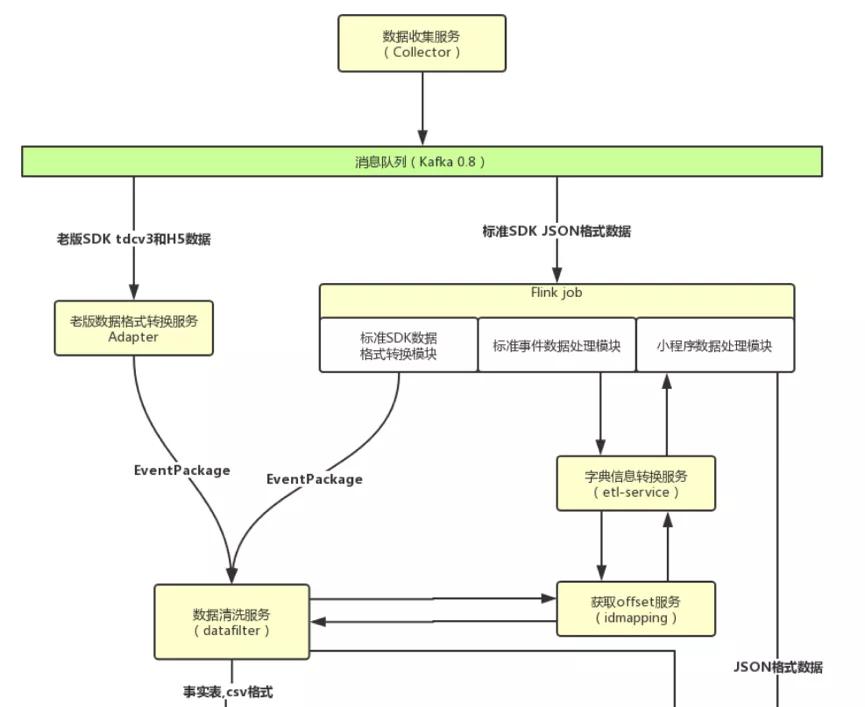 数据收集服务
（Collector）
消息队列（Kafka 0.8）
老版SDK tdcv3和H5数据
标准SDK JSON格式数据
Flink job
老版数据格式转换服务
Adapter
标准SDK数据
格式转换模块
标准事件数据处理模块
小程序数据处理模块
EventPackage
EventPackage
字典信息转换服务
（etl-service）
数据清洗服务
（datafilter）
获取offset服务
（idmapping）
JSON格式数据
事实表,csv格式